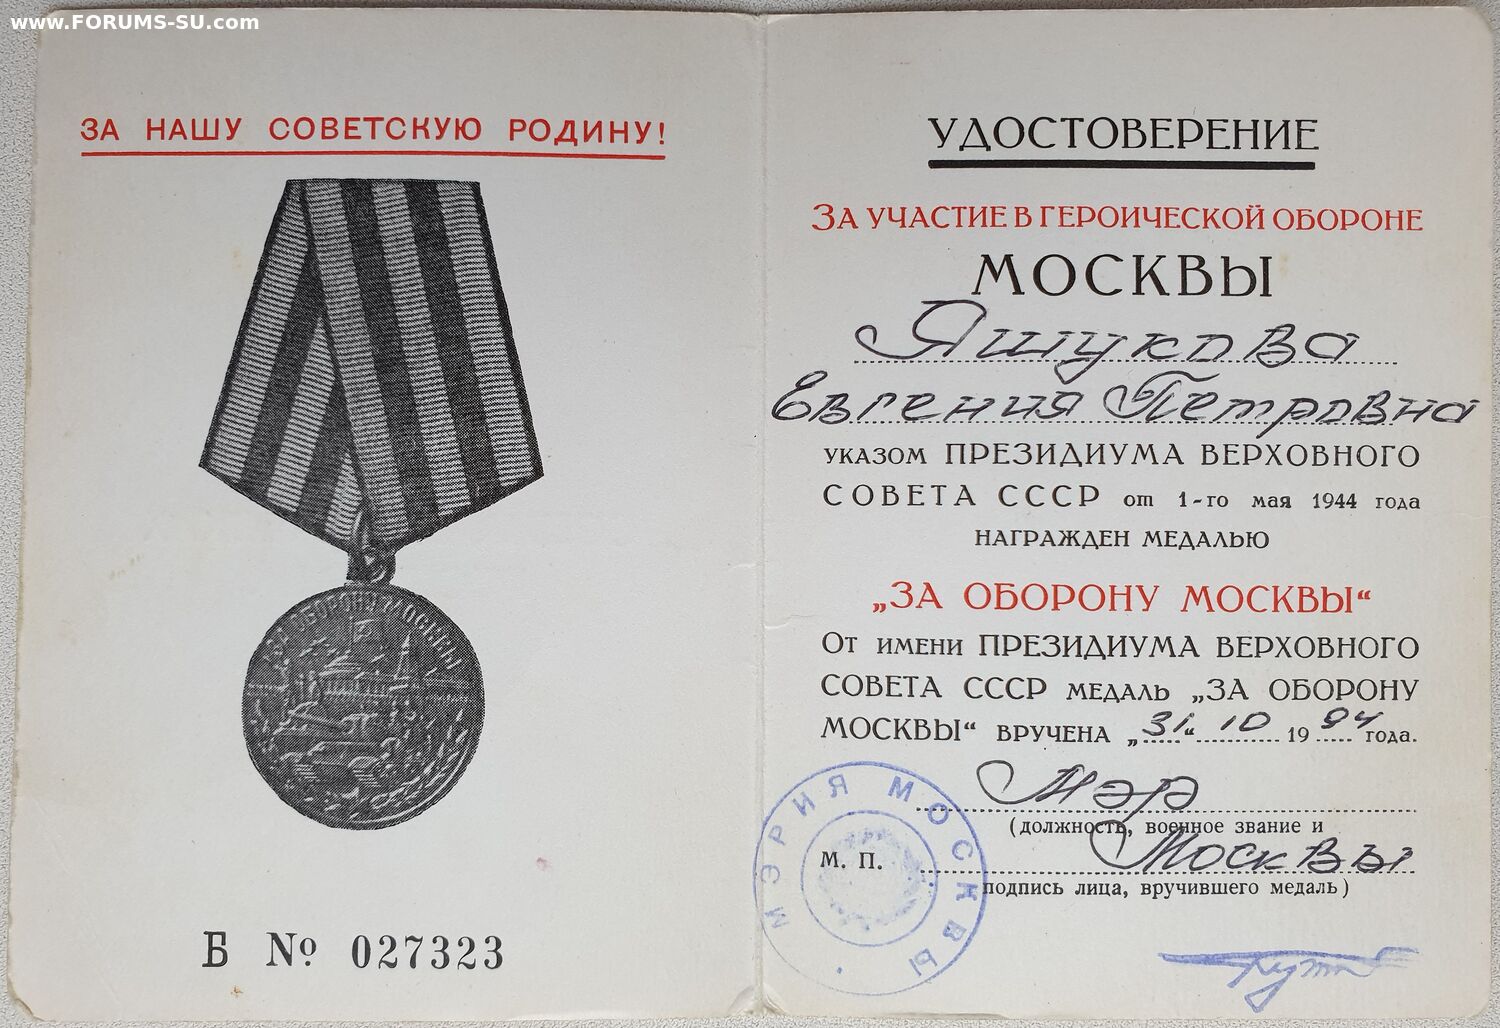 www.FORUMS-SU.com
ЗА НАШУ СОВЕТСКУЮ РОДИНУ!
ЗА ОБОРОНУ МОСКВЫ
Б № 027323
УДОСТОВЕРЕНИЕ
ЗА УЧАСТИЕ В ГЕРОИЧЕСКОЙ ОБОРОНЕ
МОСКВЫ
Яшукова
Евгения Петровна
УКАЗОМ ПРЕЗИДИУМА ВЕРХОВНОГО
СОВЕТА СССР от 1-го мая 1944 года
НАГРАЖДЕН МЕДАЛЬЮ
„ЗА ОБОРОНУ МОСКВЫ“
От имени ПРЕЗИДИУМА ВЕРХОВНОГО
СОВЕТА СССР МЕДАЛЬ „ЗА ОБОРОНУ
МОСКВЫ“ ВРУЧЕНА „31“ 10 1994 года.
Мэр
(должность, военное звание и
М. П. Москвы
подпись лица, вручившего медаль)
МЭРИЯ МОСКВЫ